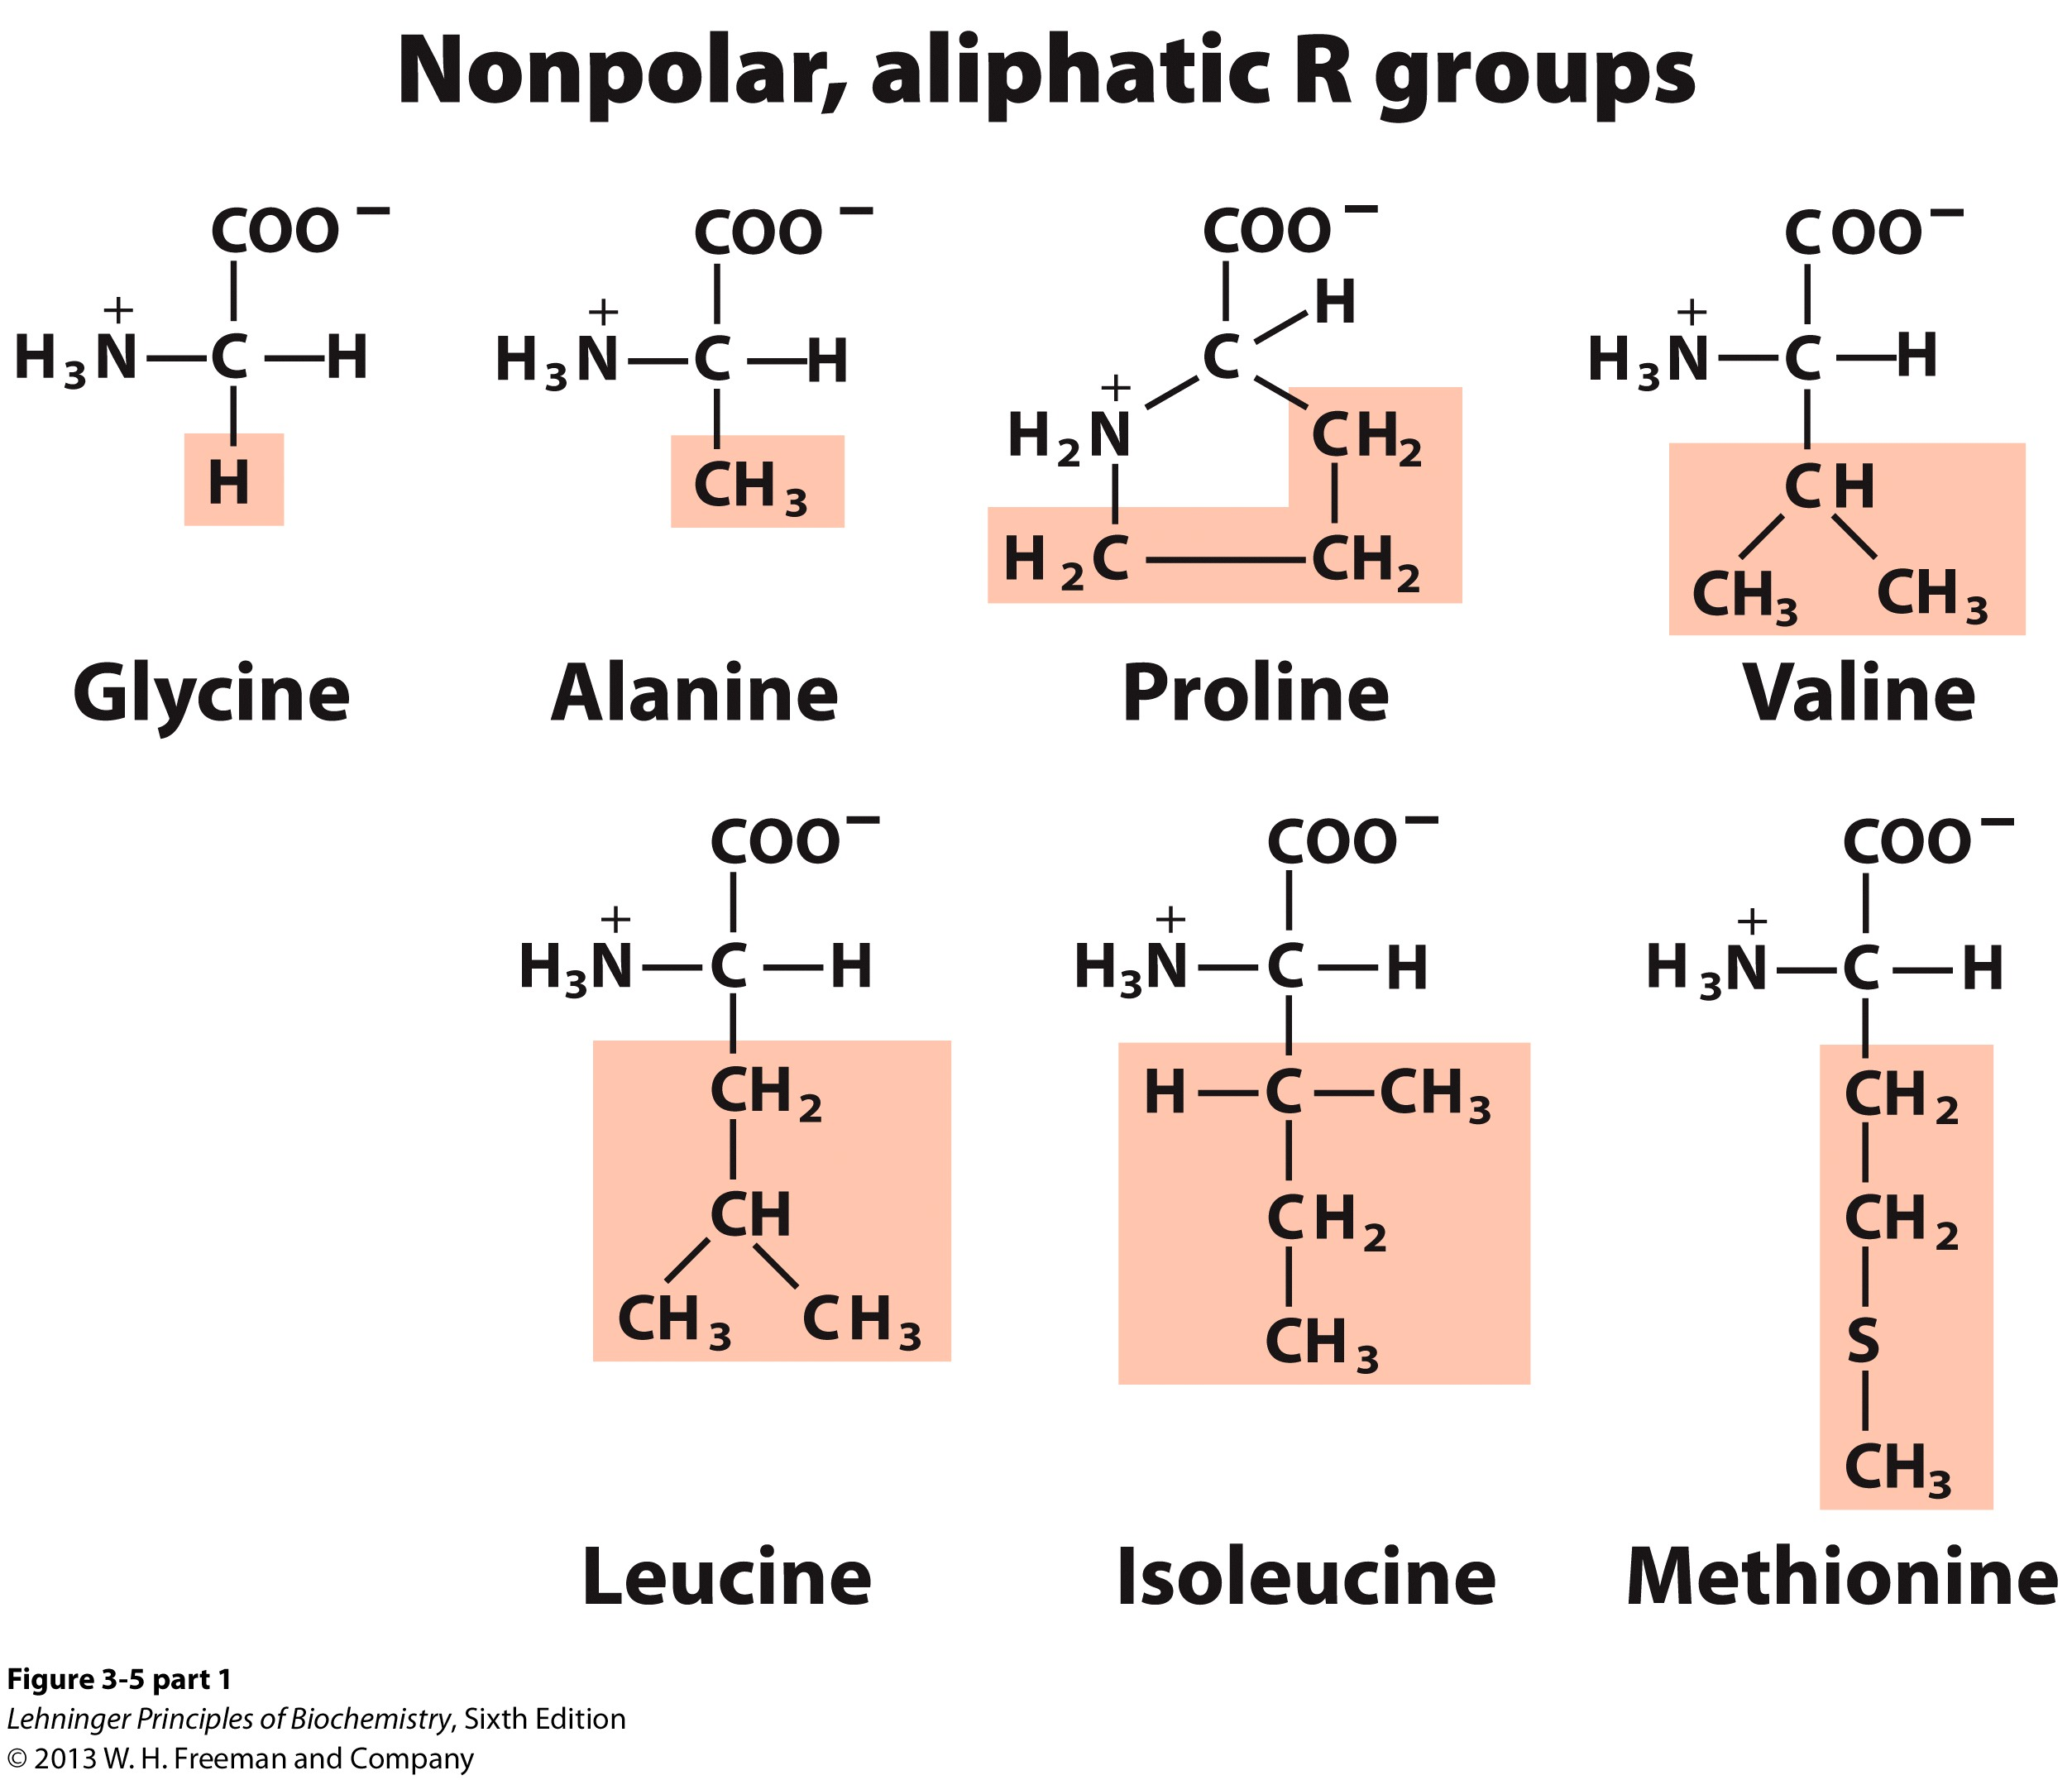 Nonpolar, aliphatic R groups
COO⁻ COO⁻ COO⁻ COO⁻
H
H₃N⁺ C H H₃N⁺ C H C H₃N⁺ C H
H₂N⁺ CH₂
H CH₃ CH
H₂C CH₂
CH₃ CH₃
Glycine Alanine Proline Valine
COO⁻ COO⁻ COO⁻
H₃N⁺ C H H₃N⁺ C H H₃N⁺ C H
CH₂ H C CH₃ CH₂
CH CH₂ CH₂
CH₃ CH₃ CH₃ S
CH₃
Leucine Isoleucine Methionine
Figure 3-5 part 1
Lehninger Principles of Biochemistry, Sixth Edition
© 2013 W. H. Freeman and Company